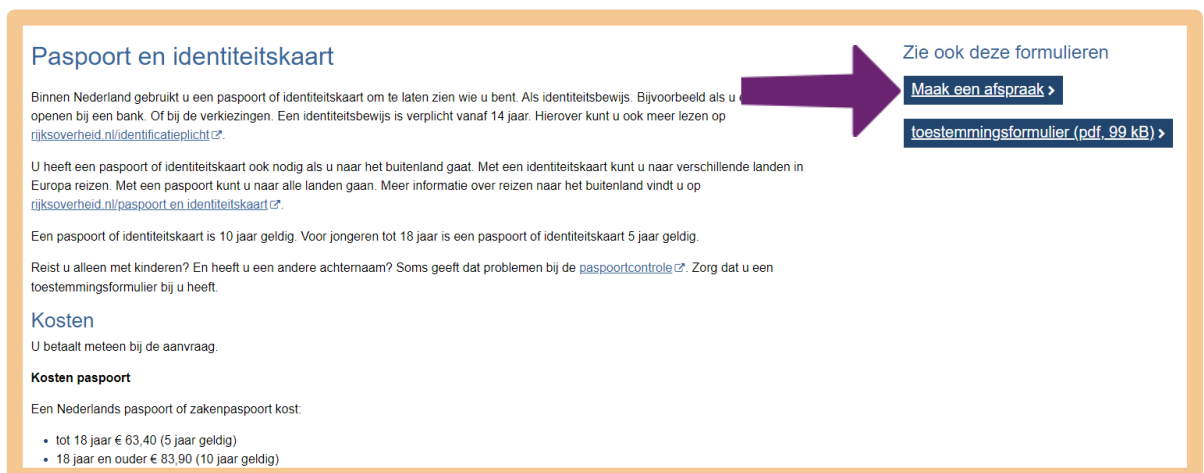 Paspoort en identiteitskaart
Binnen Nederland gebruikt u een paspoort of identiteitskaart om te laten zien wie u bent. Als identiteitsbewijs. Bijvoorbeeld als u
openen bij een bank. Of bij de verkiezingen. Een identiteitsbewijs is verplicht vanaf 14 jaar. Hierover kunt u ook meer lezen op
rijksoverheid.nl/identificatieplicht.
U heeft een paspoort of identiteitskaart ook nodig als u naar het buitenland gaat. Met een identiteitskaart kunt u naar verschillende landen in
Europa reizen. Met een paspoort kunt u naar alle landen gaan. Meer informatie over reizen naar het buitenland vindt u op
rijksoverheid.nl/paspoort en identiteitskaart.
Een paspoort of identiteitskaart is 10 jaar geldig. Voor jongeren tot 18 jaar is een paspoort of identiteitskaart 5 jaar geldig.
Reist u alleen met kinderen? En heeft u een andere achternaam? Soms geeft dat problemen bij de paspoortcontrole. Zorg dat u een
toestemmingsformulier bij u heeft.
Kosten
U betaalt meteen bij de aanvraag.
Kosten paspoort
Een Nederlands paspoort of zakenpaspoort kost:
• tot 18 jaar € 63,40 (5 jaar geldig)
• 18 jaar en ouder € 83,90 (10 jaar geldig)
Zie ook deze formulieren
Maak een afspraak >
toestemmingsformulier (pdf, 99 kB) >